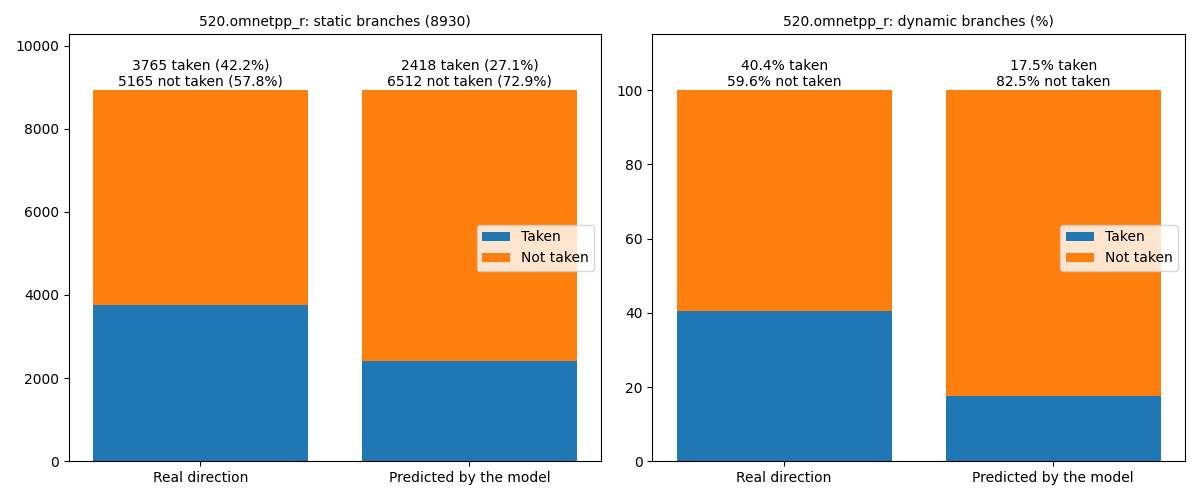 520.omnetpp_r: static branches (8930)
10000
8000
6000
4000
2000
0
3765 taken (42.2%)
5165 not taken (57.8%)
2418 taken (27.1%)
6512 not taken (72.9%)
Taken
Not taken
Real direction
Predicted by the model
520.omnetpp_r: dynamic branches (%)
100
80
60
40
20
0
40.4% taken
59.6% not taken
17.5% taken
82.5% not taken
Taken
Not taken
Real direction
Predicted by the model